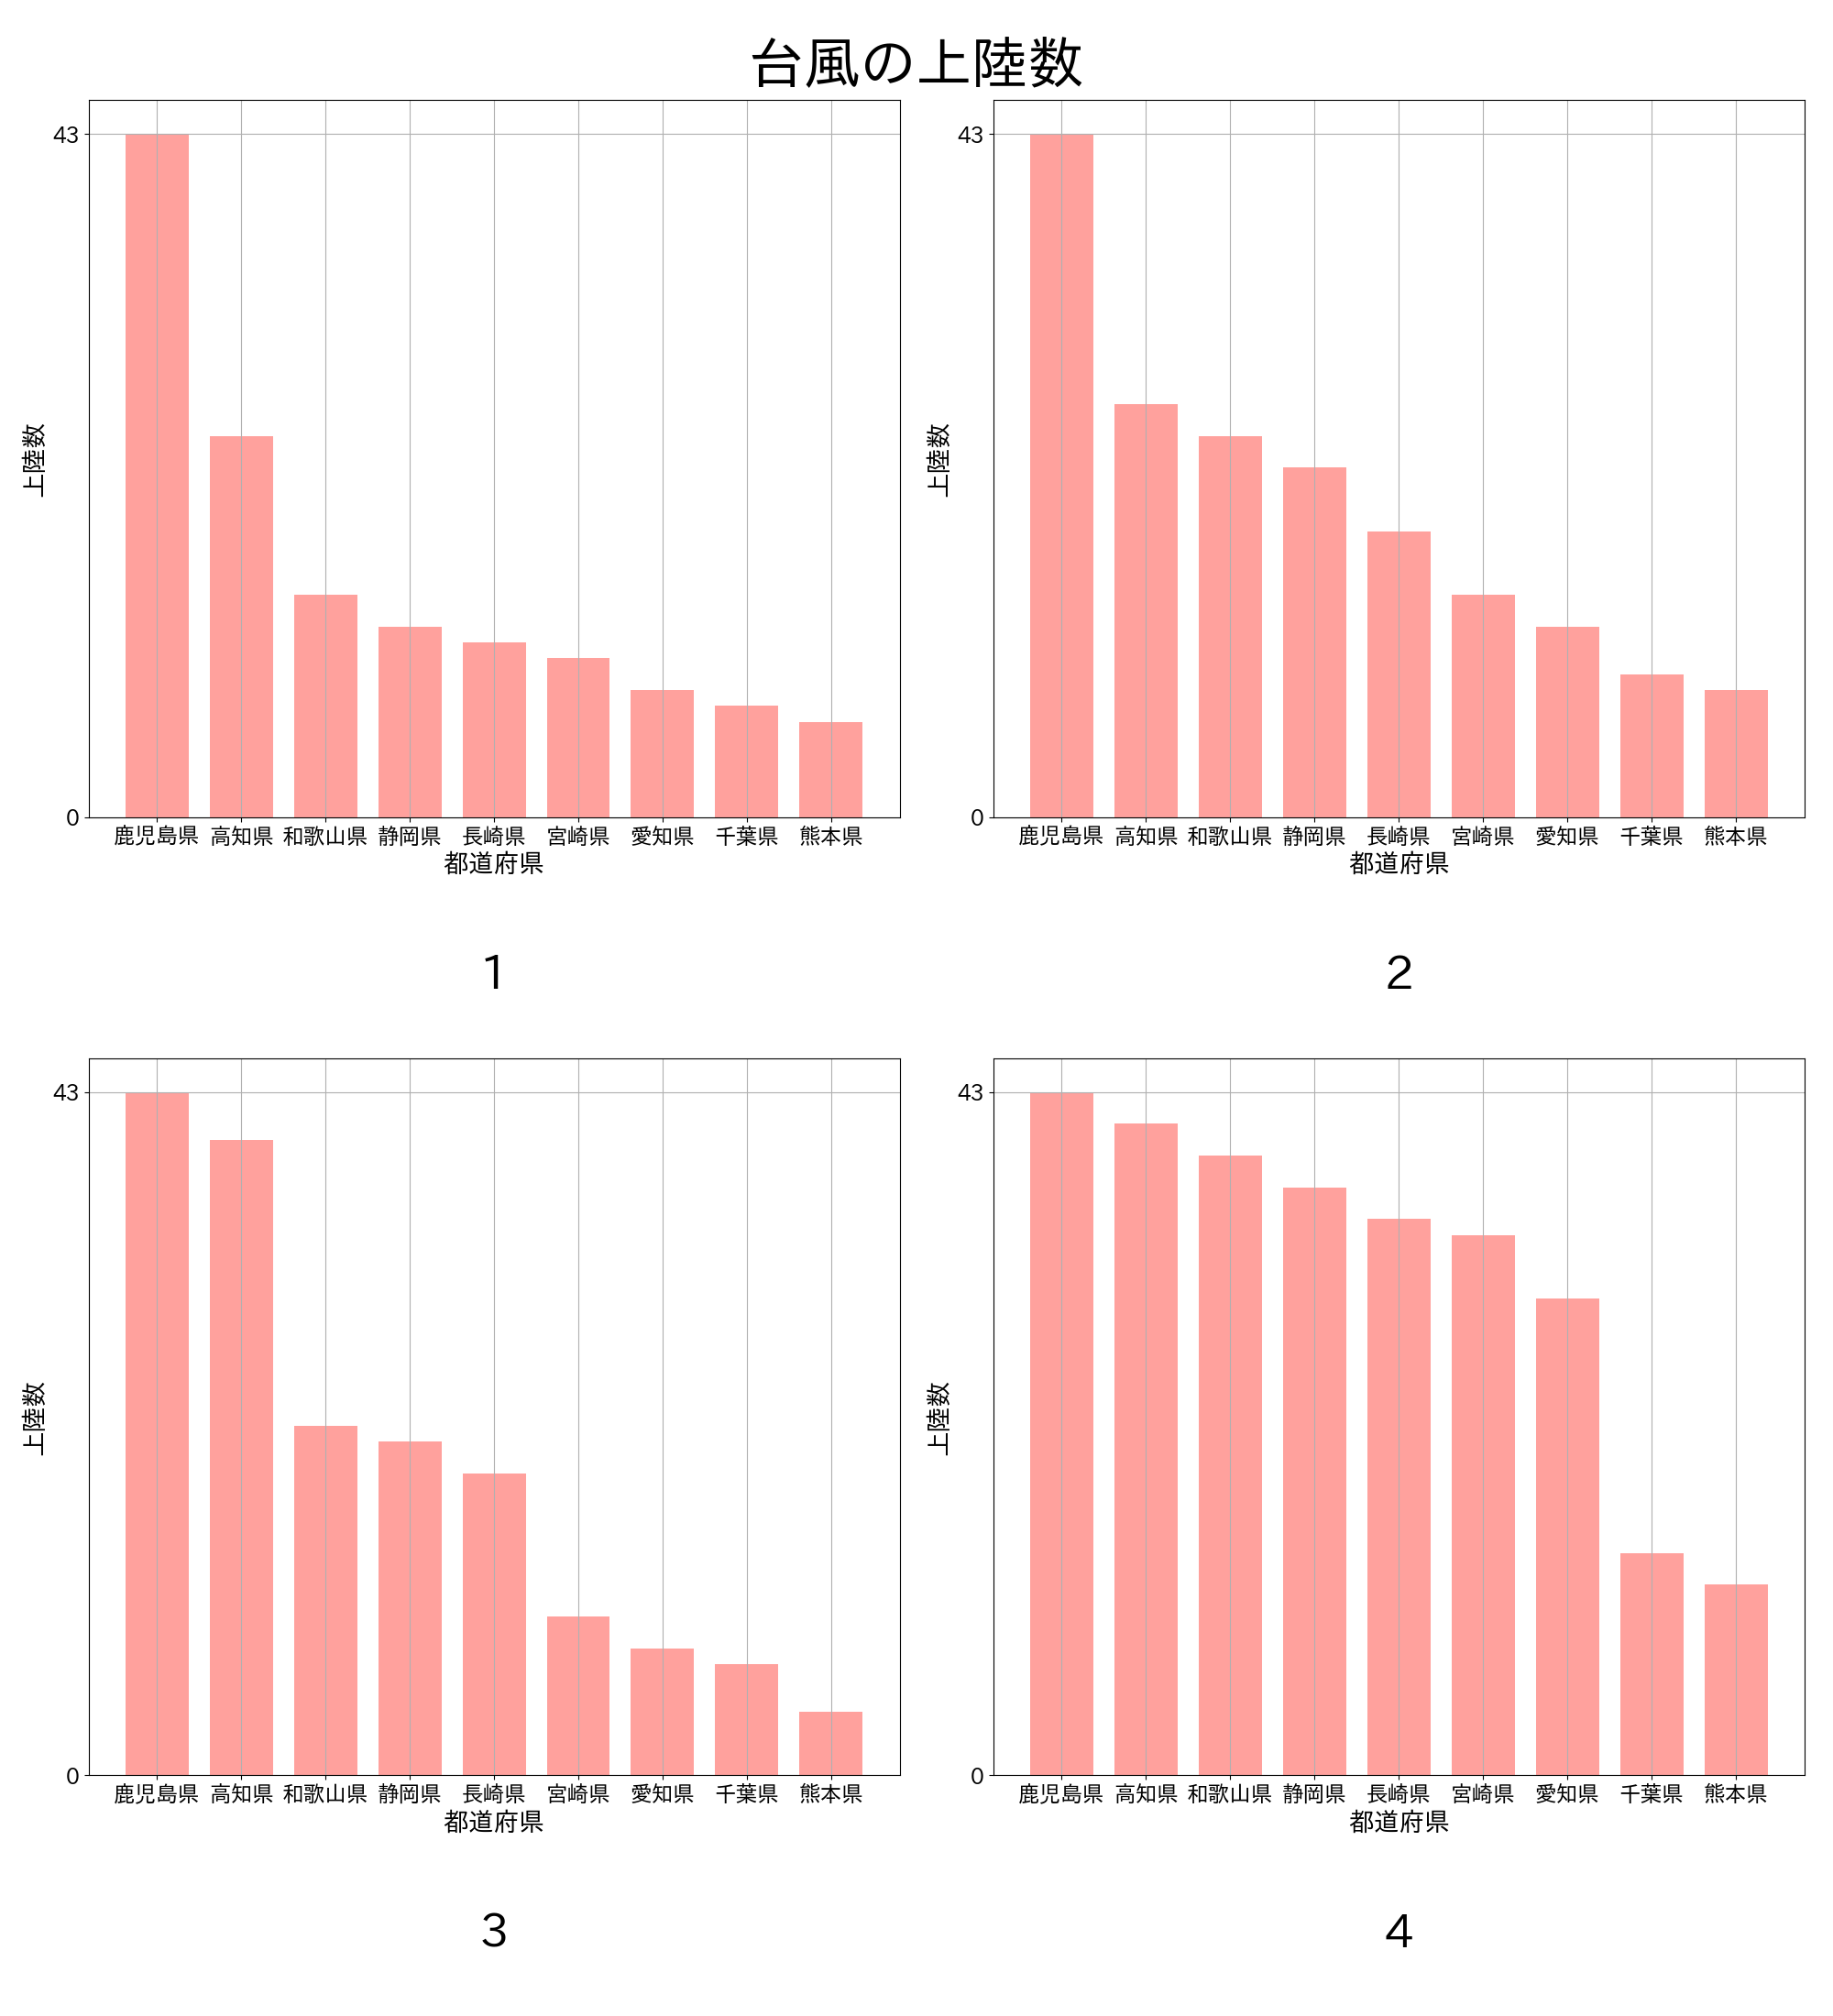 台風の上陸数
43
0
上陸数
鹿児島県 高知県 和歌山県 静岡県 長崎県 宮崎県 愛知県 千葉県 熊本県
都道府県
1
43
0
上陸数
鹿児島県 高知県 和歌山県 静岡県 長崎県 宮崎県 愛知県 千葉県 熊本県
都道府県
2
43
0
上陸数
鹿児島県 高知県 和歌山県 静岡県 長崎県 宮崎県 愛知県 千葉県 熊本県
都道府県
3
43
0
上陸数
鹿児島県 高知県 和歌山県 静岡県 長崎県 宮崎県 愛知県 千葉県 熊本県
都道府県
4